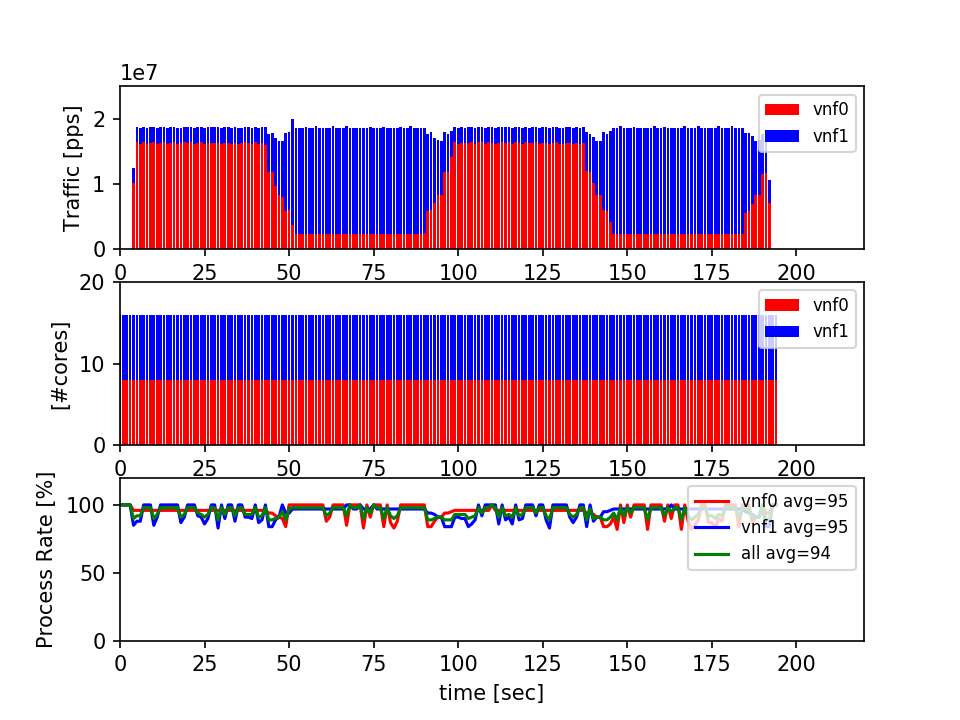 1e7
Traffic [pps]
2
1
0
vnf0
vnf1
0 25 50 75 100 125 150 175 200
[#cores]
20
10
0
vnf0
vnf1
0 25 50 75 100 125 150 175 200
Process Rate [%]
100
50
0
vnf0 avg=95
vnf1 avg=95
all avg=94
0 25 50 75 100 125 150 175 200
time [sec]